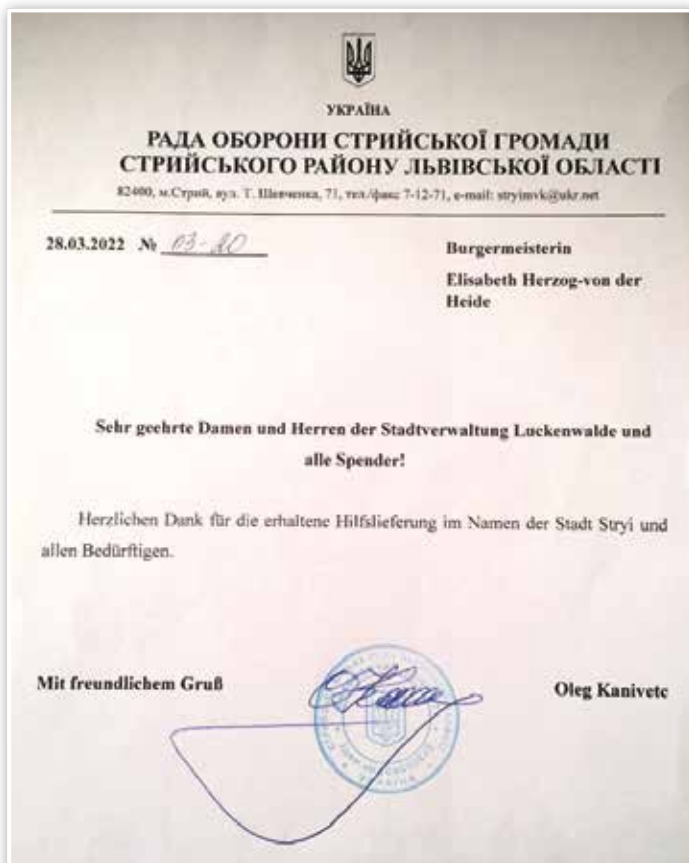 УКРАЇНА
РАДА ОБОРОНИ СТРИЙСЬКОЇ ГРОМАДИ
СТРИЙСЬКОГО РАЙОНУ ЛЬВІВСЬКОЇ ОБЛАСТІ
82400, м.Стрий, вул. Т. Шевченка, 71, тел./факс 7-12-71, e-mail: stryimvk@ukr.net
28.03.2022 № 03-20
Burgermeisterin
Elisabeth Herzog-von der
Heide
Sehr geehrte Damen und Herren der Stadtverwaltung Luckenwalde und
alle Spender!
Herzlichen Dank für die erhaltene Hilfslieferung im Namen der Stadt Stryi und
allen Bedürftigen.
Mit freundlichem Gruß
Oleg Kanivetc